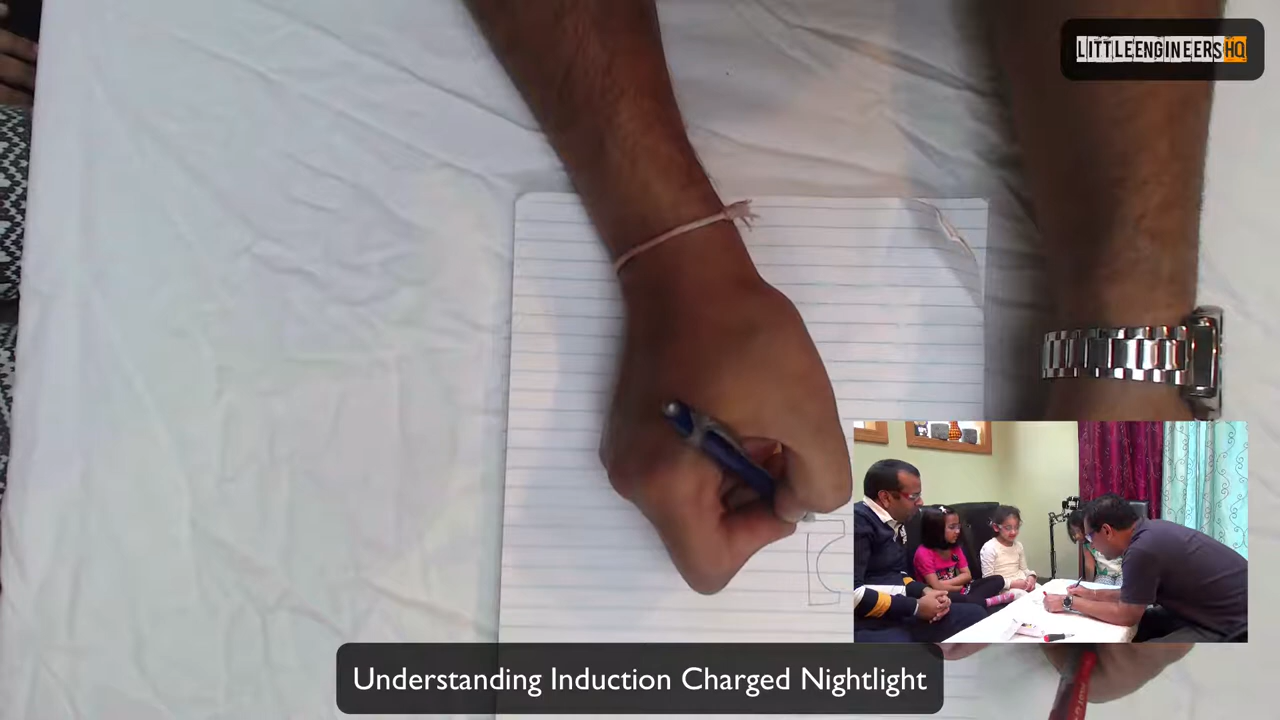 LITTLEENGINEERSHQ
Understanding Induction Charged Nightlight